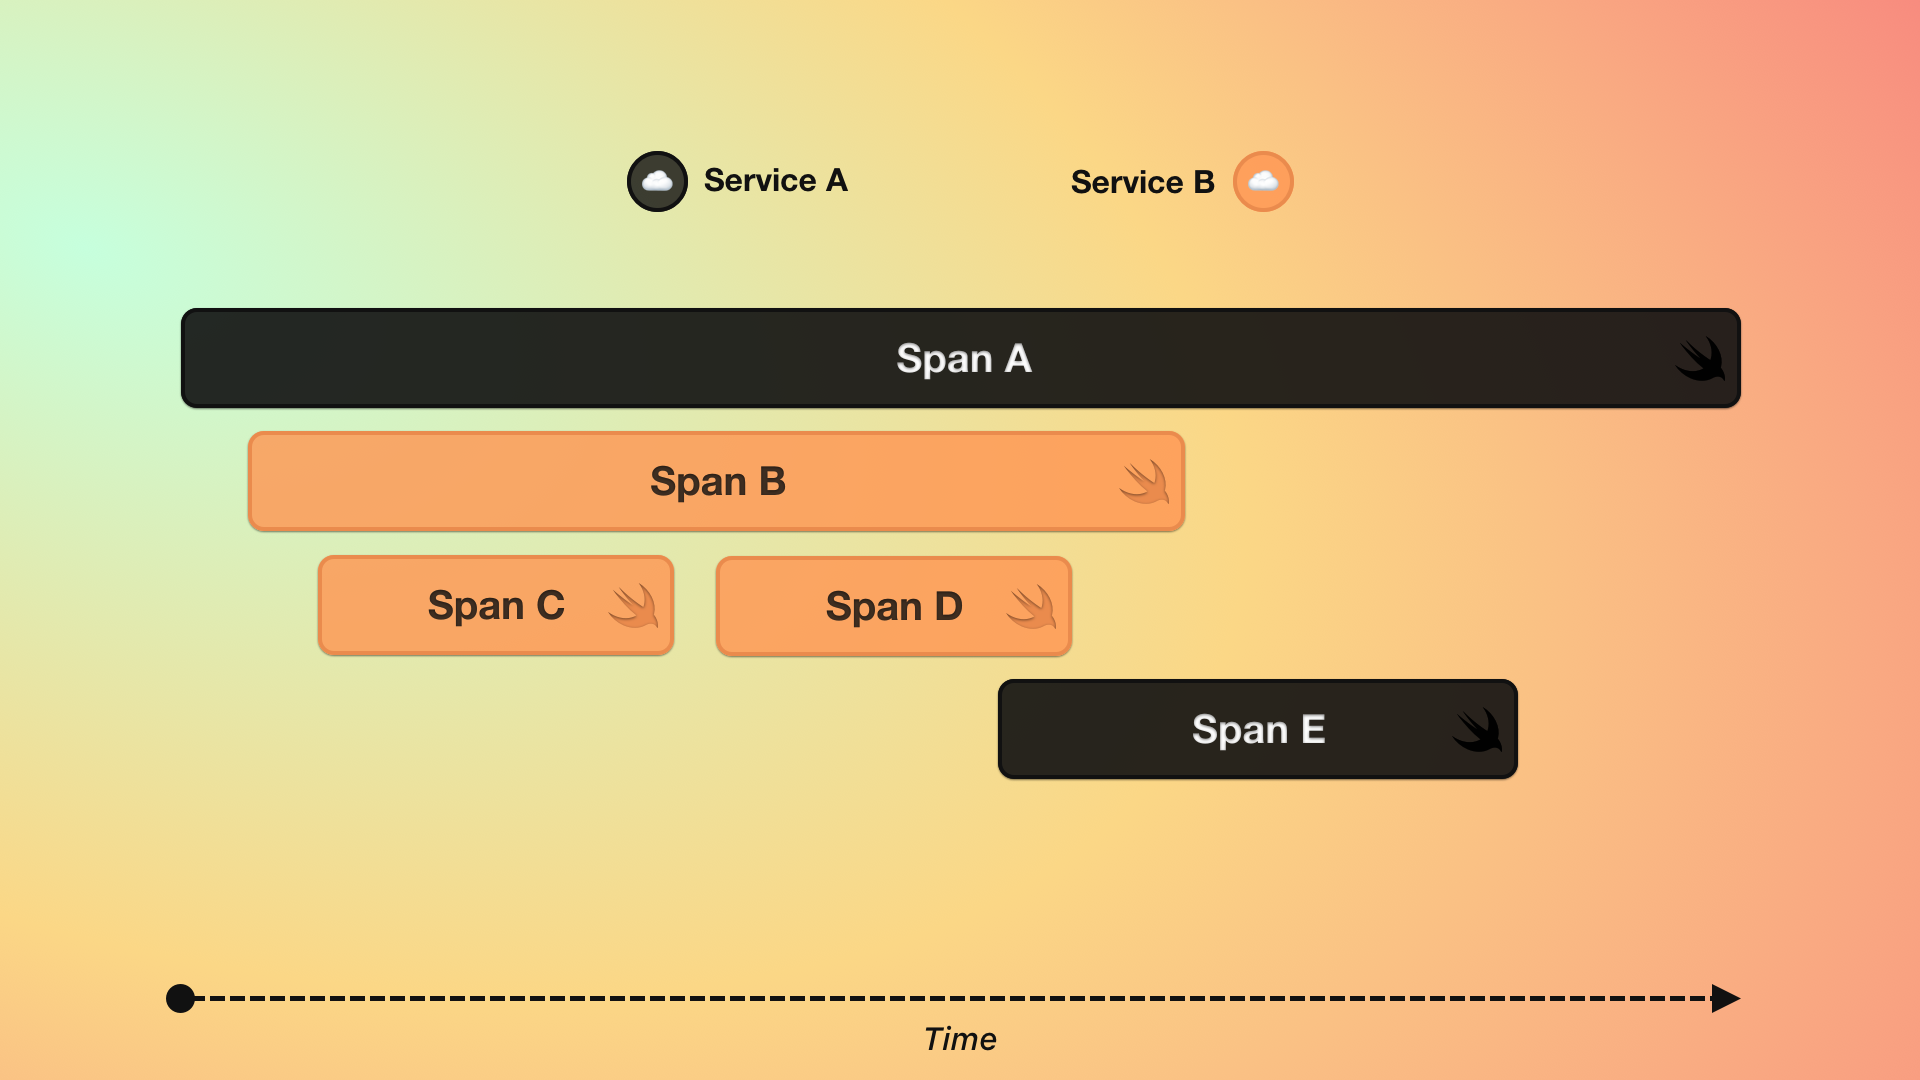 Service A
Service B
Span A
Span B
Span C
Span D
Span E
Time